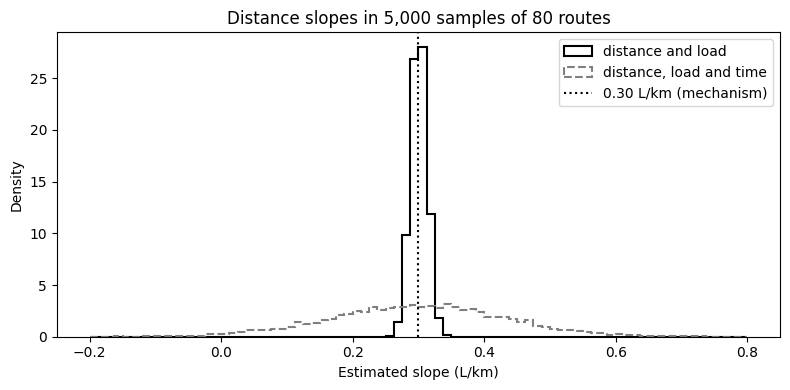 Distance slopes in 5,000 samples of 80 routes
distance and load
distance, load and time
0.30 L/km (mechanism)
Density
25
20
15
10
5
0
−0.2
0.0
0.2
0.4
0.6
0.8
Estimated slope (L/km)